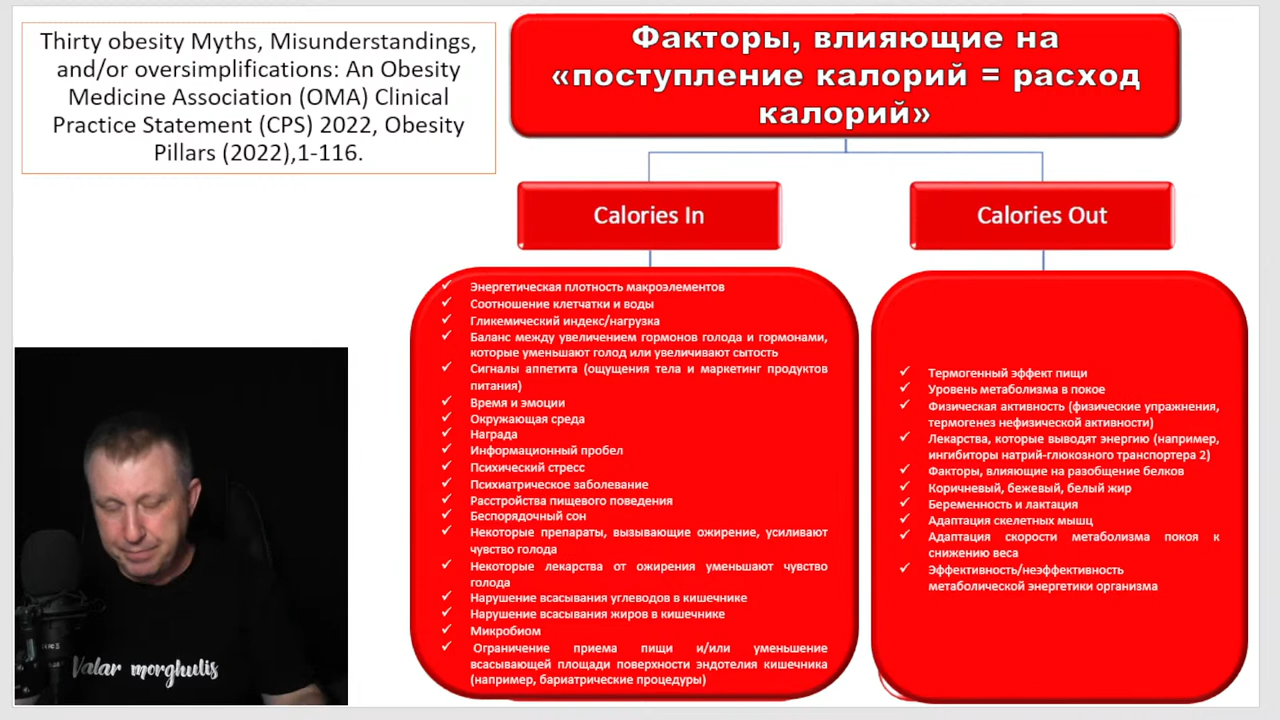 Thirty obesity Myths, Misunderstandings,
and/or oversimplifications: An Obesity
Medicine Association (OMA) Clinical
Practice Statement (CPS) 2022, Obesity
Pillars (2022),1-116.
Факторы, влияющие на
«поступление калорий = расход
калорий»
Calories In
Энергетическая плотность макроэлементов
Соотношение клетчатки и воды
Гликемический индекс/нагрузка
Баланс между увеличением гормонов голода и гормонами,
которые уменьшают голод или увеличивают сытость
Сигналы аппетита (ощущения тела и маркетинг продуктов
питания)
Время и эмоции
Окружающая среда
Награда
Информационный пробел
Психический стресс
Психиатрическое заболевание
Расстройства пищевого поведения
Беспорядочный сон
Некоторые препараты, вызывающие ожирение, усиливают
чувство голода
Некоторые лекарства от ожирения уменьшают чувство
голода
Нарушение всасывания углеводов в кишечнике
Нарушение всасывания жиров в кишечнике
Микробиом
Ограничение приема пищи и/или уменьшение
всасывающей площади поверхности эндотелия кишечника
(например, бариатрические процедуры)
Calories Out
Термогенный эффект пищи
Уровень метаболизма в покое
Физическая активность (физические упражнения,
термогенез нефизической активности)
Лекарства, которые выводят энергию (например,
ингибиторы натрий-глюкозного транспортера 2)
Факторы, влияющие на разобщение белков
Коричневый, бежевый, белый жир
Беременность и лактация
Адаптация скелетных мышц
Адаптация скорости метаболизма покоя к
снижению веса
Эффективность/неэффективность
метаболической энергетики организма
Valar morghulis